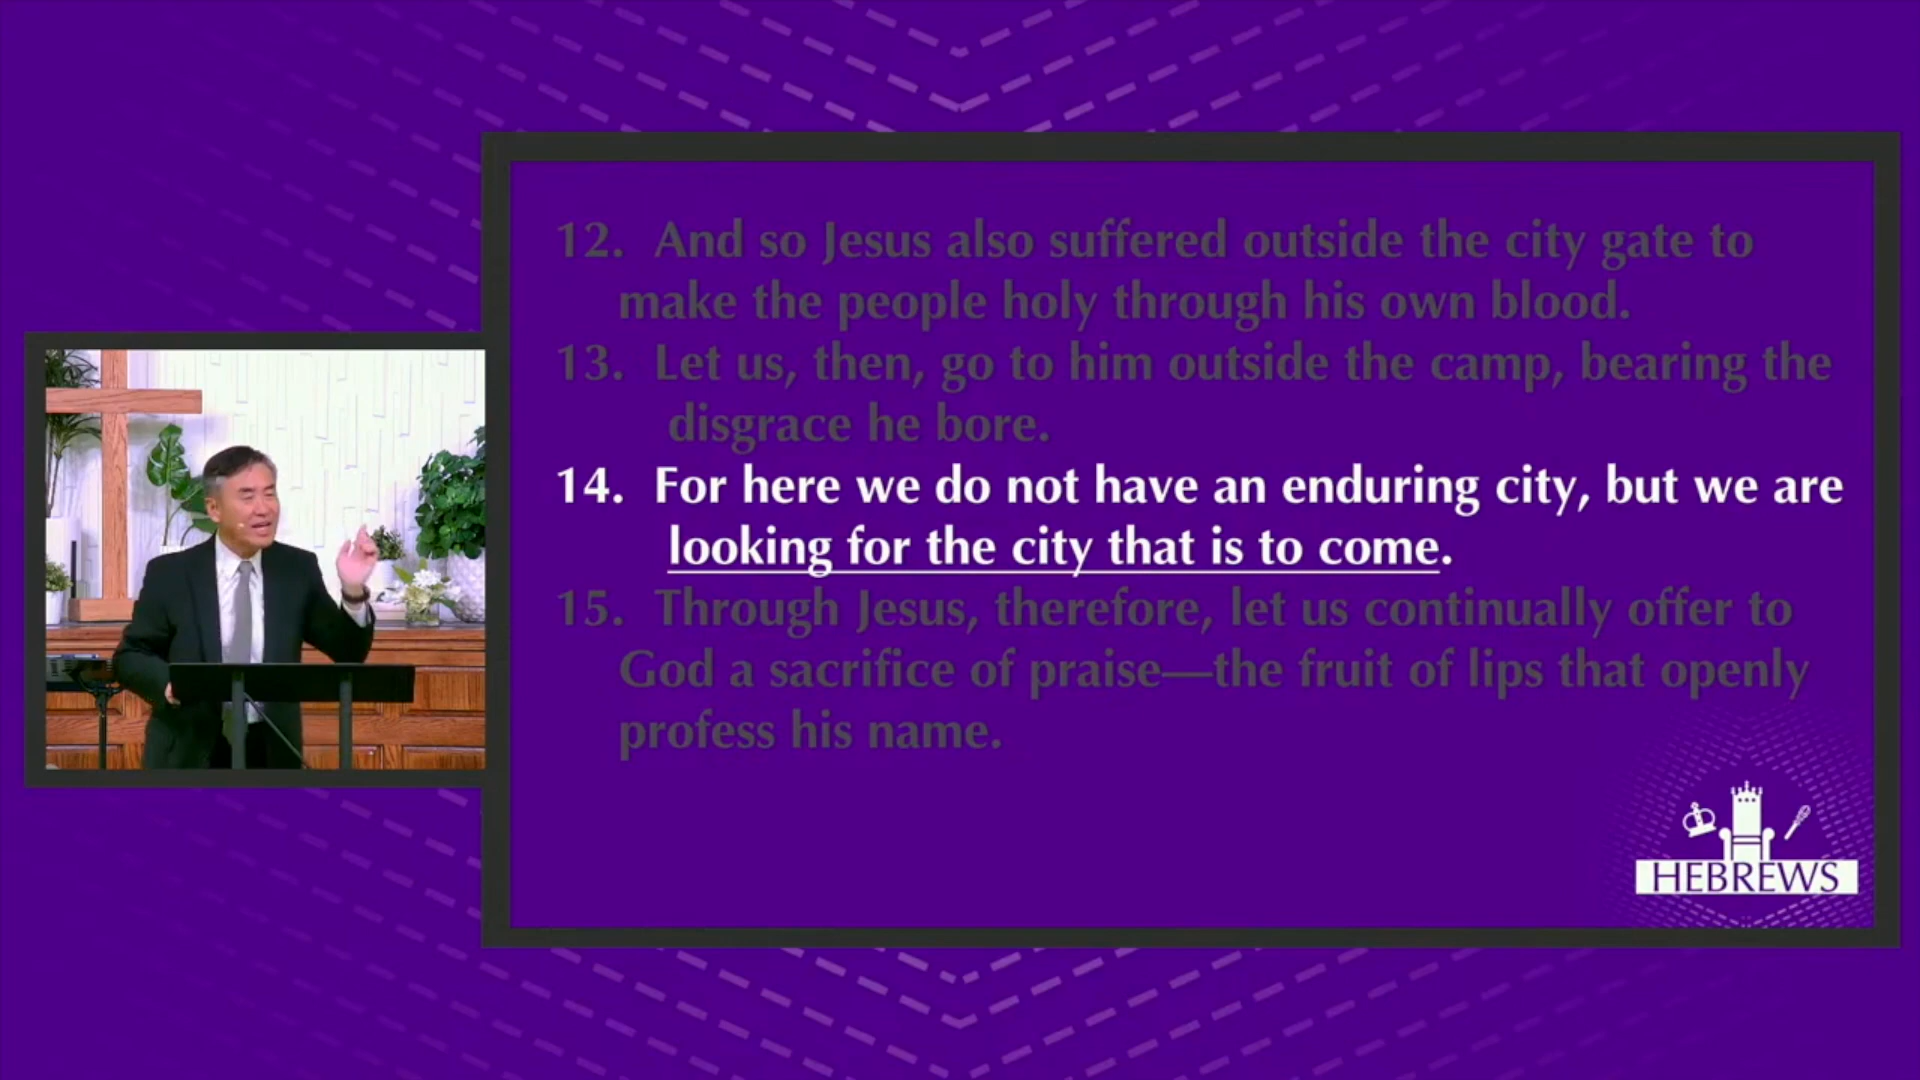 12. And so Jesus also suffered outside the city gate to
make the people holy through his own blood.
13. Let us, then, go to him outside the camp, bearing the
disgrace he bore.
14. For here we do not have an enduring city, but we are
looking for the city that is to come.
15. Through Jesus, therefore, let us continually offer to
God a sacrifice of praise—the fruit of lips that openly
profess his name.
HEBREWS